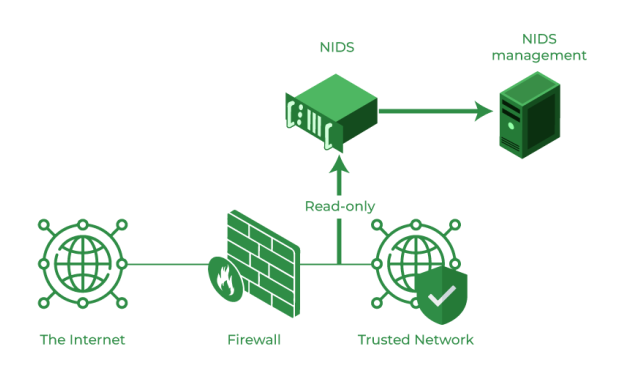 NIDS
NIDS
management
Read-only
The Internet
Firewall
Trusted Network